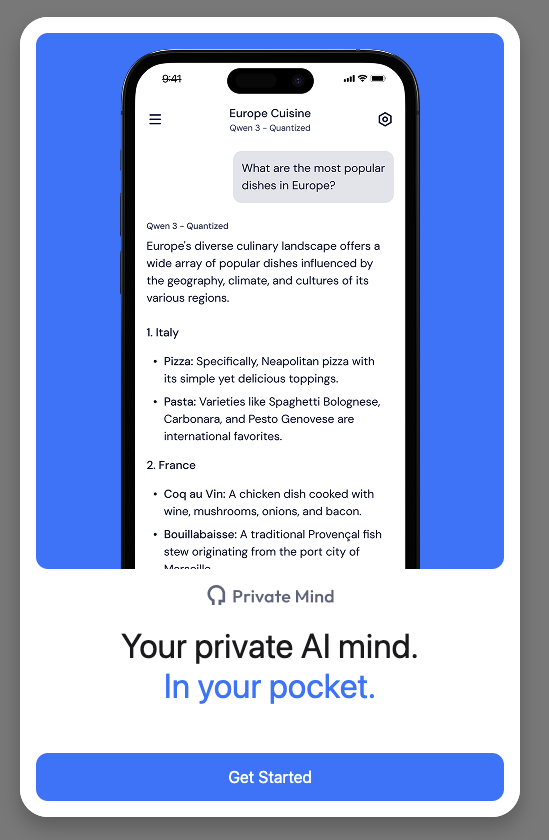 9:41
Europe Cuisine
Qwen 3 - Quantized
What are the most popular
dishes in Europe?
Qwen 3 - Quantized
Europe's diverse culinary landscape offers a
wide array of popular dishes influenced by
the geography, climate, and cultures of its
various regions.
1. Italy
• Pizza: Specifically, Neapolitan pizza with
its simple yet delicious toppings.
• Pasta: Varieties like Spaghetti Bolognese,
Carbonara, and Pesto Genovese are
international favorites.
2. France
• Coq au Vin: A chicken dish cooked with
wine, mushrooms, onions, and bacon.
• Bouillabaisse: A traditional Provençal fish
stew originating from the port city of
Marseille
Private Mind
Your private AI mind.
In your pocket.
Get Started